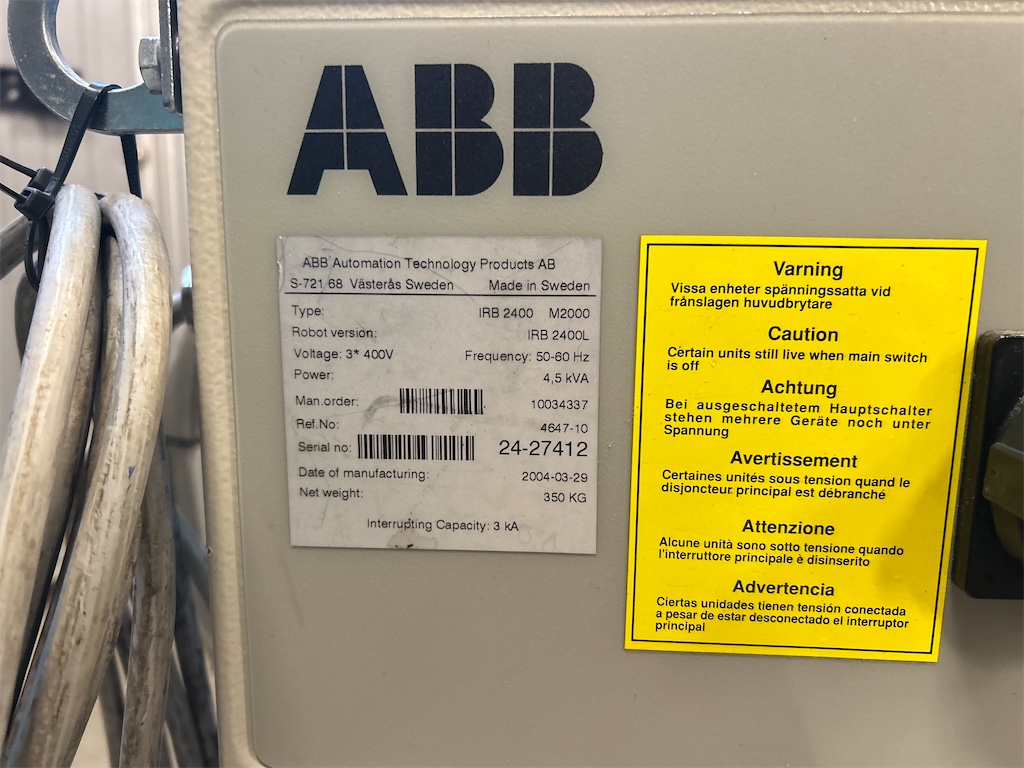 ABB
ABB Automation Technology Products AB
S-721 68 Västerås Sweden Made in Sweden
Type: IRB 2400 M2000
Robot version: IRB 2400L
Voltage: 3* 400V Frequency: 50-60 Hz
Power: 4,5 kVA
Man.order: 10034337
Ref.No: 4647-10
Serial no: 24-27412
Date of manufacturing: 2004-03-29
Net weight: 350 KG
Interrupting Capacity: 3 kA
Varning
Vissa enheter spänningssatta vid
frånslagen huvudbrytare
Caution
Certain units still live when main switch
is off
Achtung
Bei ausgeschaltetem Hauptschalter
stehen mehrere Geräte noch unter
Spannung
Avertissement
Certaines unités sous tension quand le
disjoncteur principal est débranché
Attenzione
Alcune unità sono sotto tensione quando
l'interruttore principale è disinserito
Advertencia
Ciertas unidades tienen tensión conectada
a pesar de estar desconectado el interruptor
principal